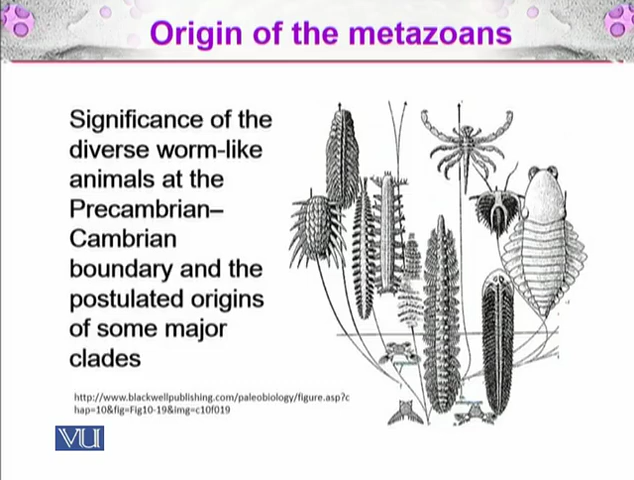 Origin of the metazoans
Significance of the
diverse worm-like
animals at the
Precambrian–
Cambrian
boundary and the
postulated origins
of some major
clades
http://www.blackwellpublishing.com/paleobiology/figure.asp?c
hap=10&fig=Fig10-19&img=c10f019
VU